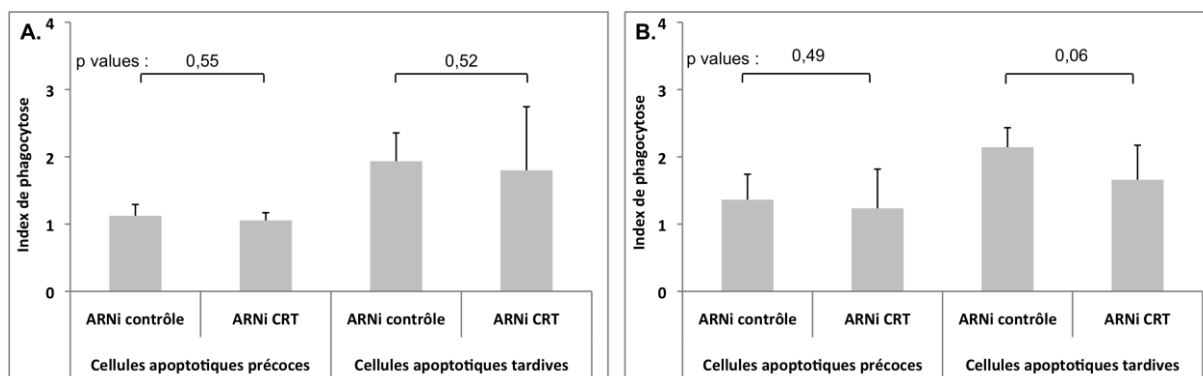 A.
4
p values :
0,55
0,52
3
2
1
0
Index de phagocytose
ARNi contrôle
ARNi CRT
ARNi contrôle
ARNi CRT
Cellules apoptotiques précoces
Cellules apoptotiques tardives
B.
4
p values :
0,49
0,06
3
2
1
0
Index de phagocytose
ARNi contrôle
ARNi CRT
ARNi contrôle
ARNi CRT
Cellules apoptotiques précoces
Cellules apoptotiques tardives